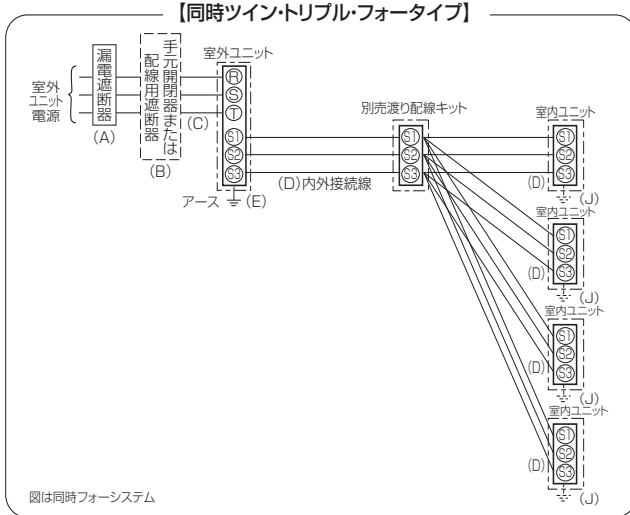 【同時ツイン・トリプル・フォータイプ】
室外
ユニット
電源
漏電遮断器
(A)
手元開閉器または
配線用遮断器
(B)
(C)
室外ユニット
R
S
T
S1
S2
S3
アース
(E)
(D)内外接続線
別売渡り配線キット
S1
S2
S3
室内ユニット
S1
S2
S3
(D)
(J)
室内ユニット
S1
S2
S3
(D)
(J)
室内ユニット
S1
S2
S3
(D)
(J)
室内ユニット
S1
S2
S3
(D)
(J)
図は同時フォーシステム